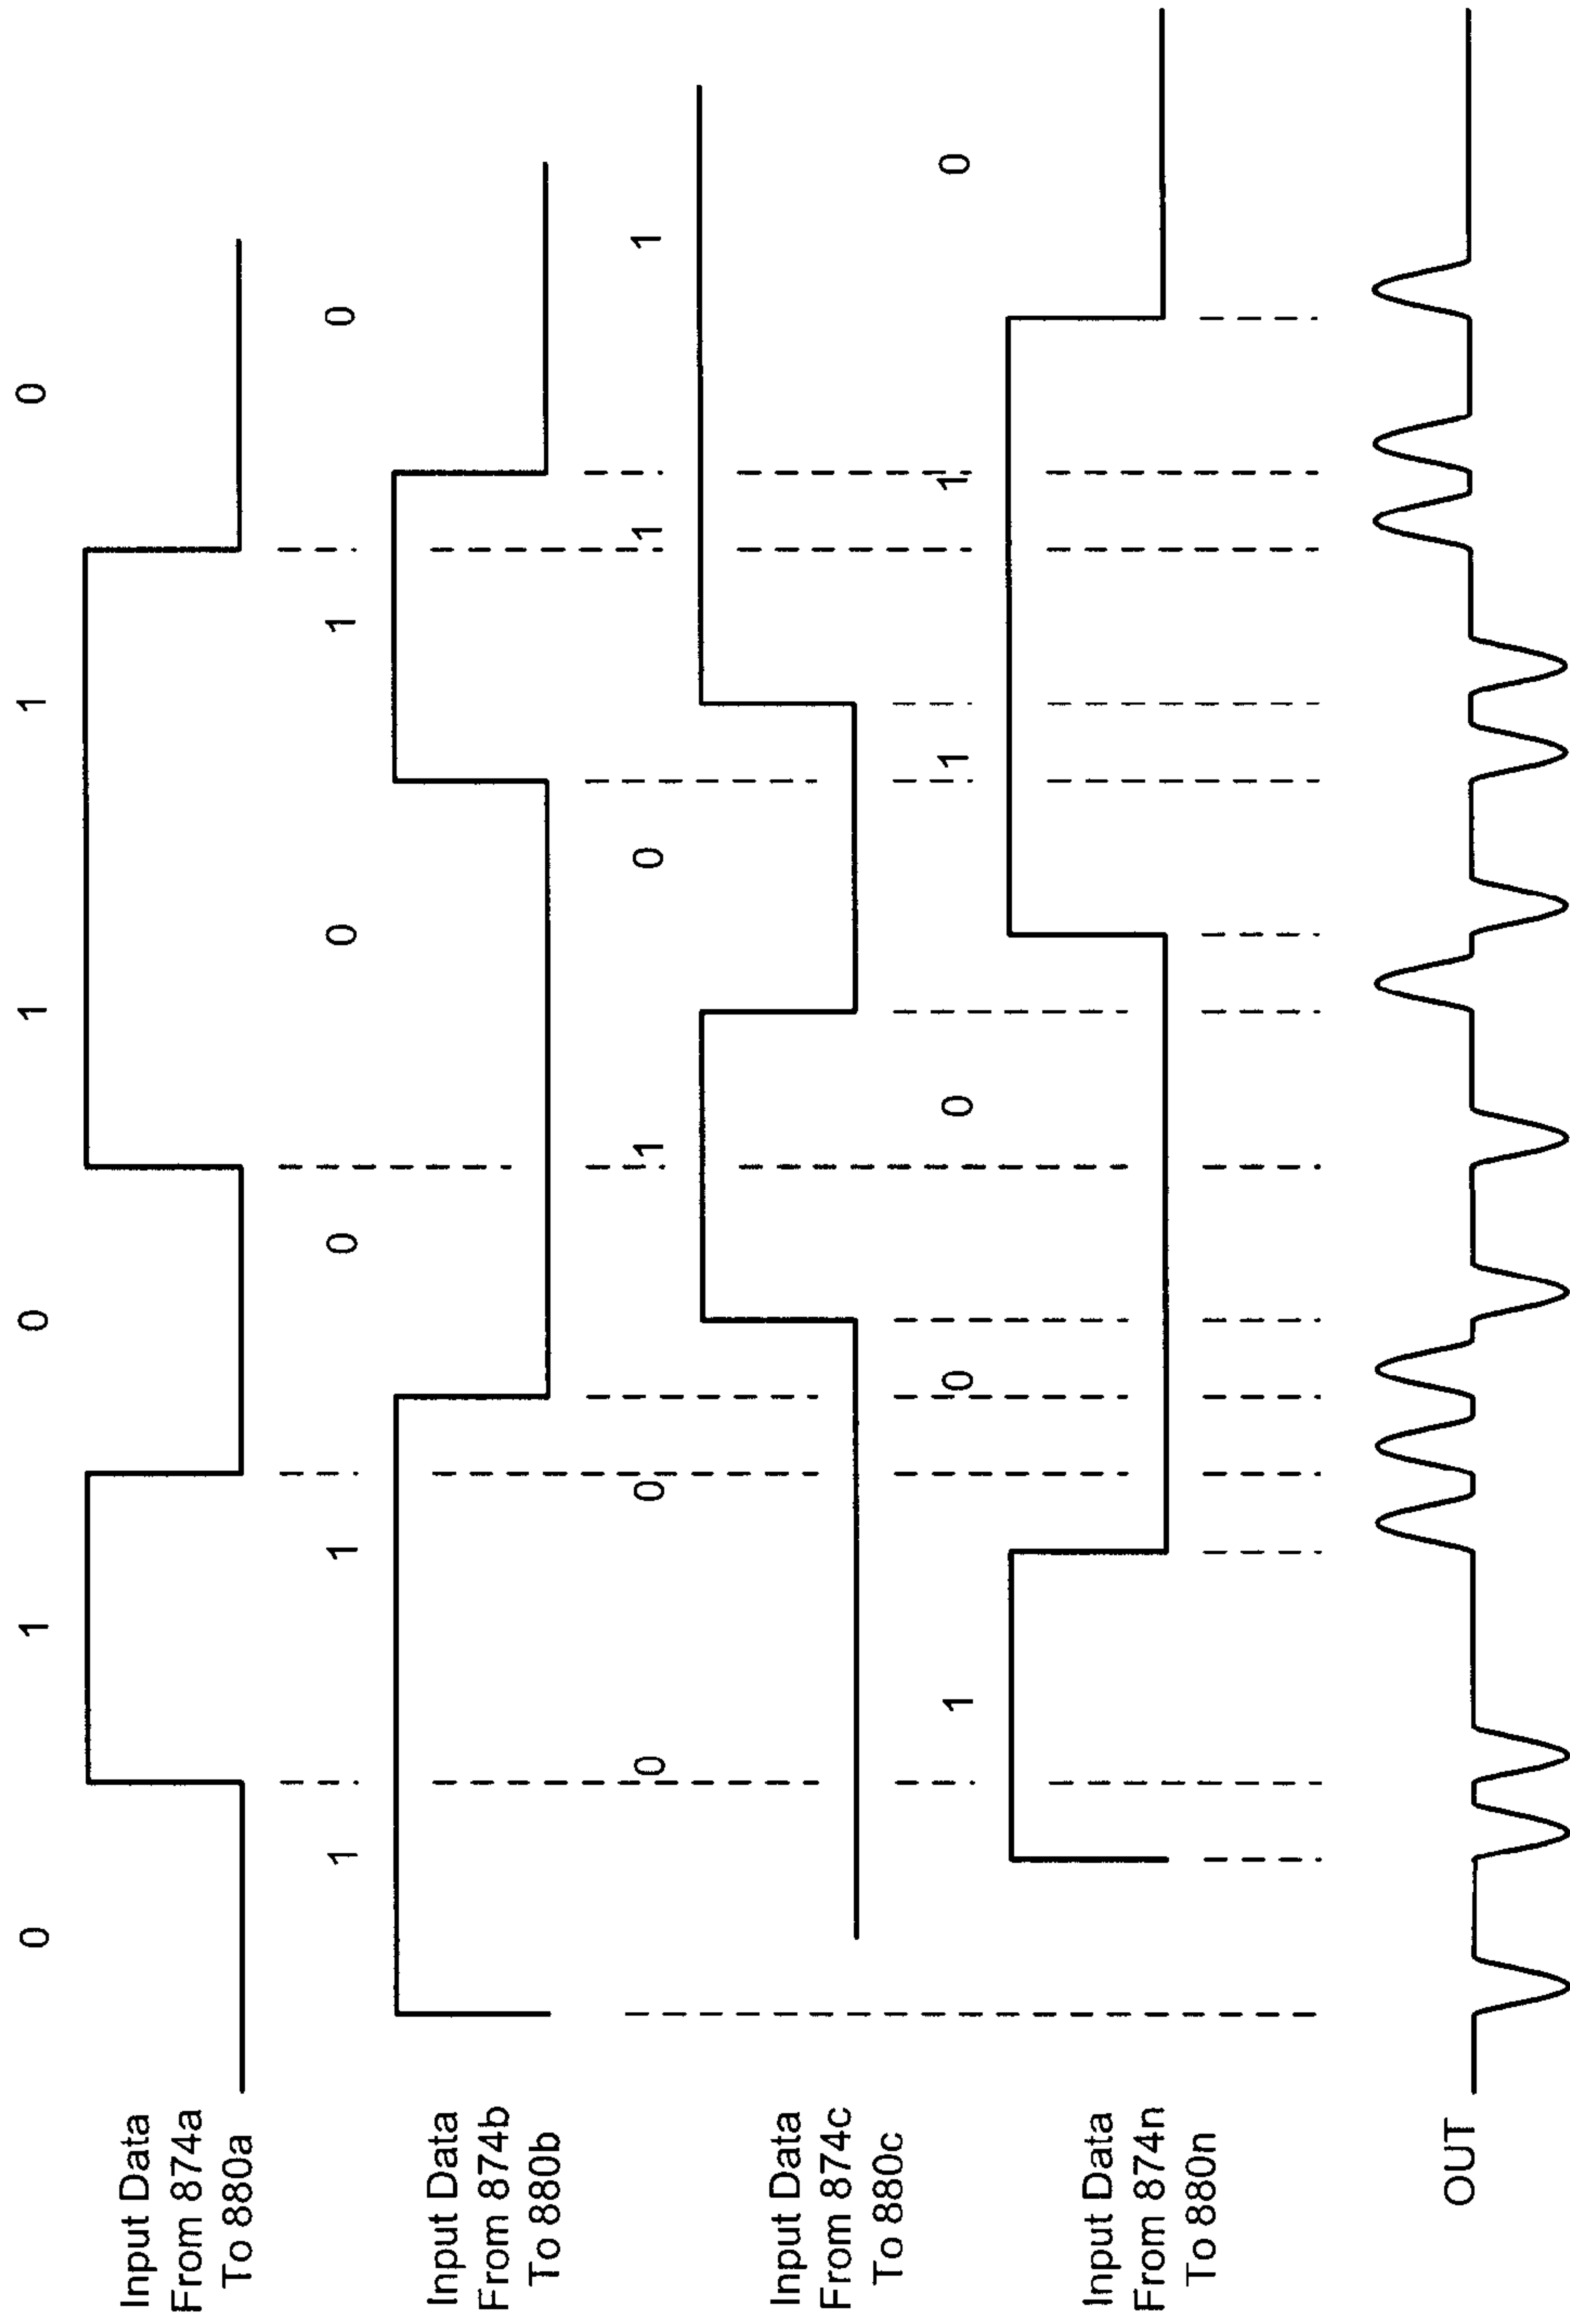 0 1 0 1 1 0
Input Data
From 874a
To 880a
1 1 0 0 1 0
Input Data
From 874b
To 880b
0 0 1 0 1 1
Input Data
From 874c
To 880c
1 0 0 1 1 0
Input Data
From 874n
To 880n
OUT